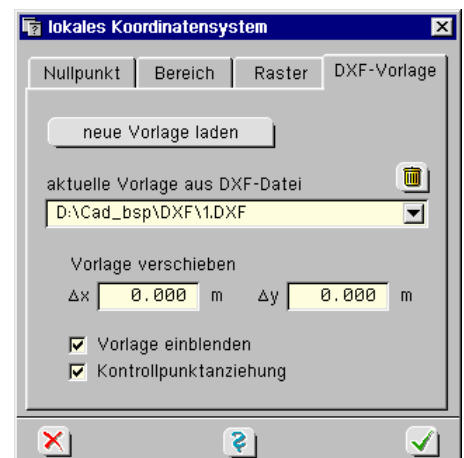 lokales Koordinatensystem
Nullpunkt Bereich Raster DXF-Vorlage
neue Vorlage laden
aktuelle Vorlage aus DXF-Datei
D:\Cad_bsp\DXF\1.DXF
Vorlage verschieben
Δx 0.000 m Δy 0.000 m
Vorlage einblenden
Kontrollpunktanziehung